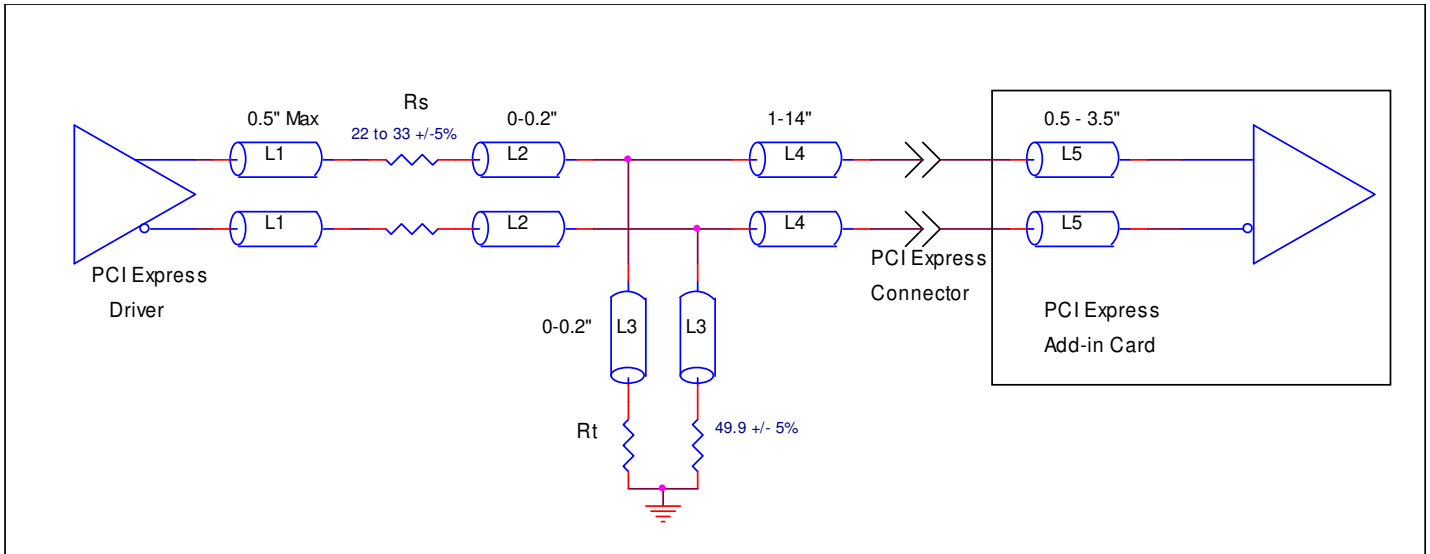 Rs
0.5" Max
22 to 33 +/-5%
0-0.2"
1-14"
0.5 - 3.5"
L1
L2
L4
L5
L1
L2
L4
L5
PCI Express
Driver
PCI Express
Connector
PCI Express
Add-in Card
0-0.2"
L3
L3
Rt
49.9 +/- 5%